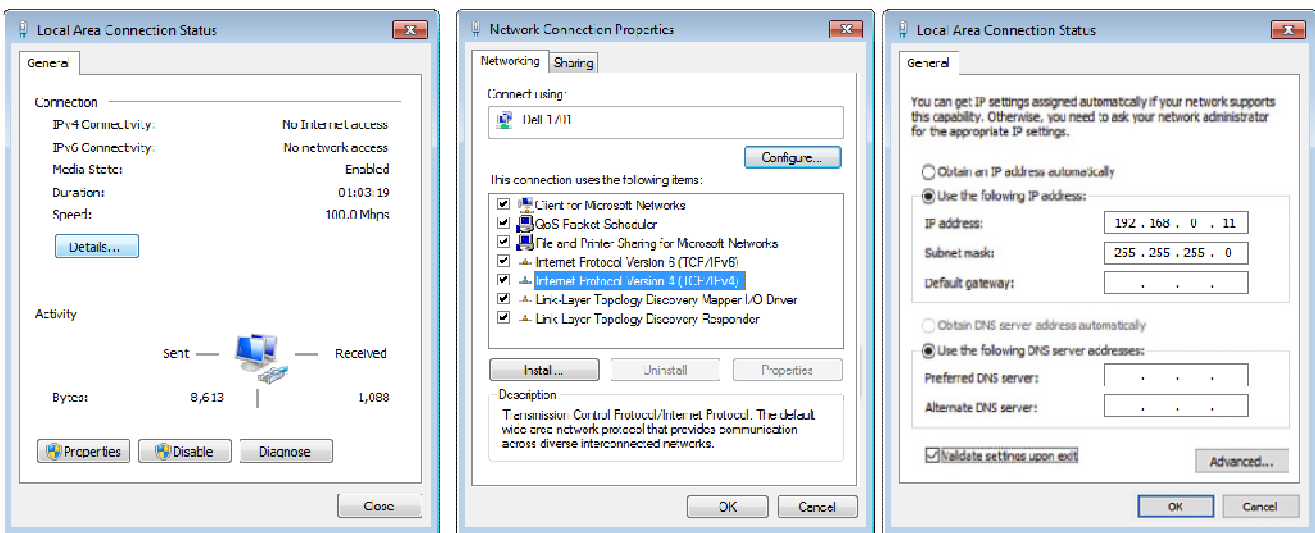 Local Area Connection Status
General
Connection
IPv4 Connectivity: No Internet access
IPv6 Connectivity: No network access
Media State: Enabled
Duration: 01:03:19
Speed: 100.0 Mbps
Details...
Activity
Sent — — Received
Bytes: 8,613 | 1,088
Properties Disable Diagnose
Close
Network Connection Properties
Networking Sharing
Connect using:
Dell 1701
Configure...
This connection uses the following items:
Client for Microsoft Networks
QoS Packet Scheduler
File and Printer Sharing for Microsoft Networks
Internet Protocol Version 6 (TCP/IPv6)
Internet Protocol Version 4 (TCP/IPv4)
Link-Layer Topology Discovery Mapper I/O Driver
Link-Layer Topology Discovery Responder
Install... Uninstall Properties
Description
Transmission Control Protocol/Internet Protocol. The default
wide area network protocol that provides communication
across diverse interconnected networks.
OK Cancel
Local Area Connection Status
General
You can get IP settings assigned automatically if your network supports
this capability. Otherwise, you need to ask your network administrator
for the appropriate IP settings.
Obtain an IP address automatically
Use the following IP address:
IP address: 192 . 168 . 0 . 11
Subnet mask: 255 . 255 . 255 . 0
Default gateway: . . .
Obtain DNS server address automatically
Use the following DNS server addresses:
Preferred DNS server: . . .
Alternate DNS server: . . .
Validate settings upon exit
Advanced...
OK Cancel